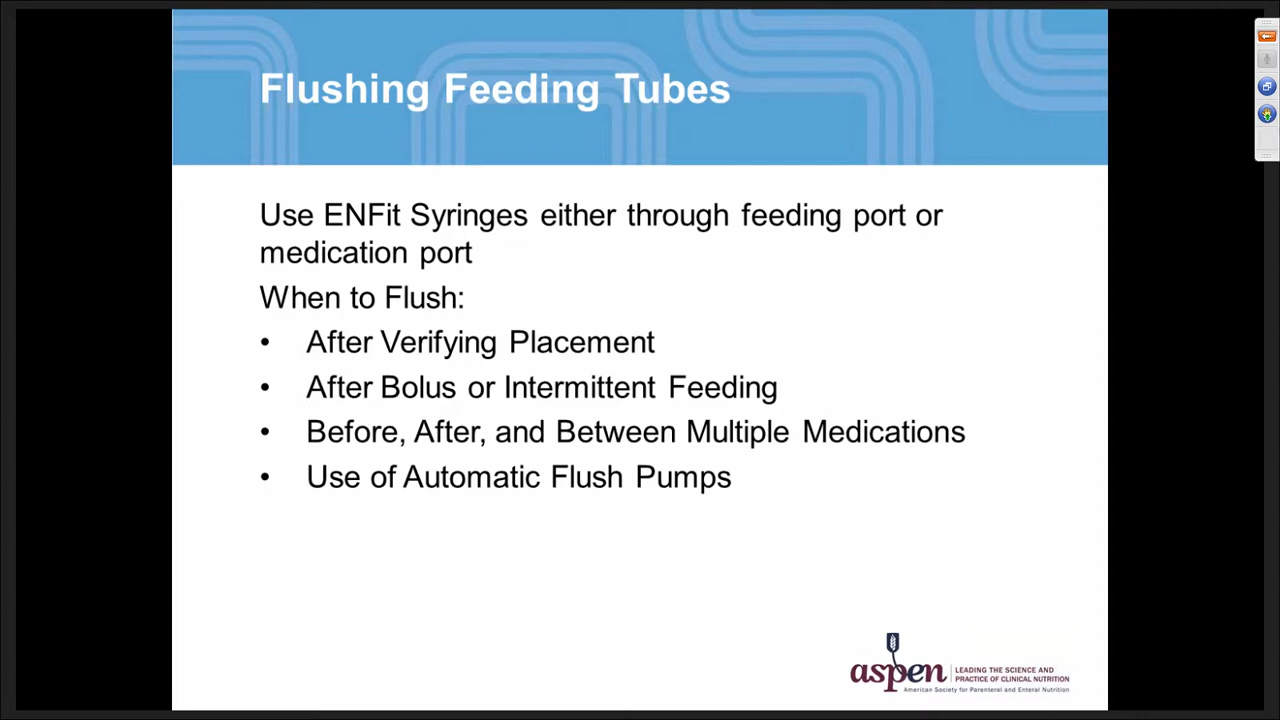 Flushing Feeding Tubes
Use ENFit Syringes either through feeding port or
medication port
When to Flush:
• After Verifying Placement
• After Bolus or Intermittent Feeding
• Before, After, and Between Multiple Medications
• Use of Automatic Flush Pumps
aspen
LEADING THE SCIENCE AND
PRACTICE OF CLINICAL NUTRITION
American Society for Parenteral and Enteral Nutrition